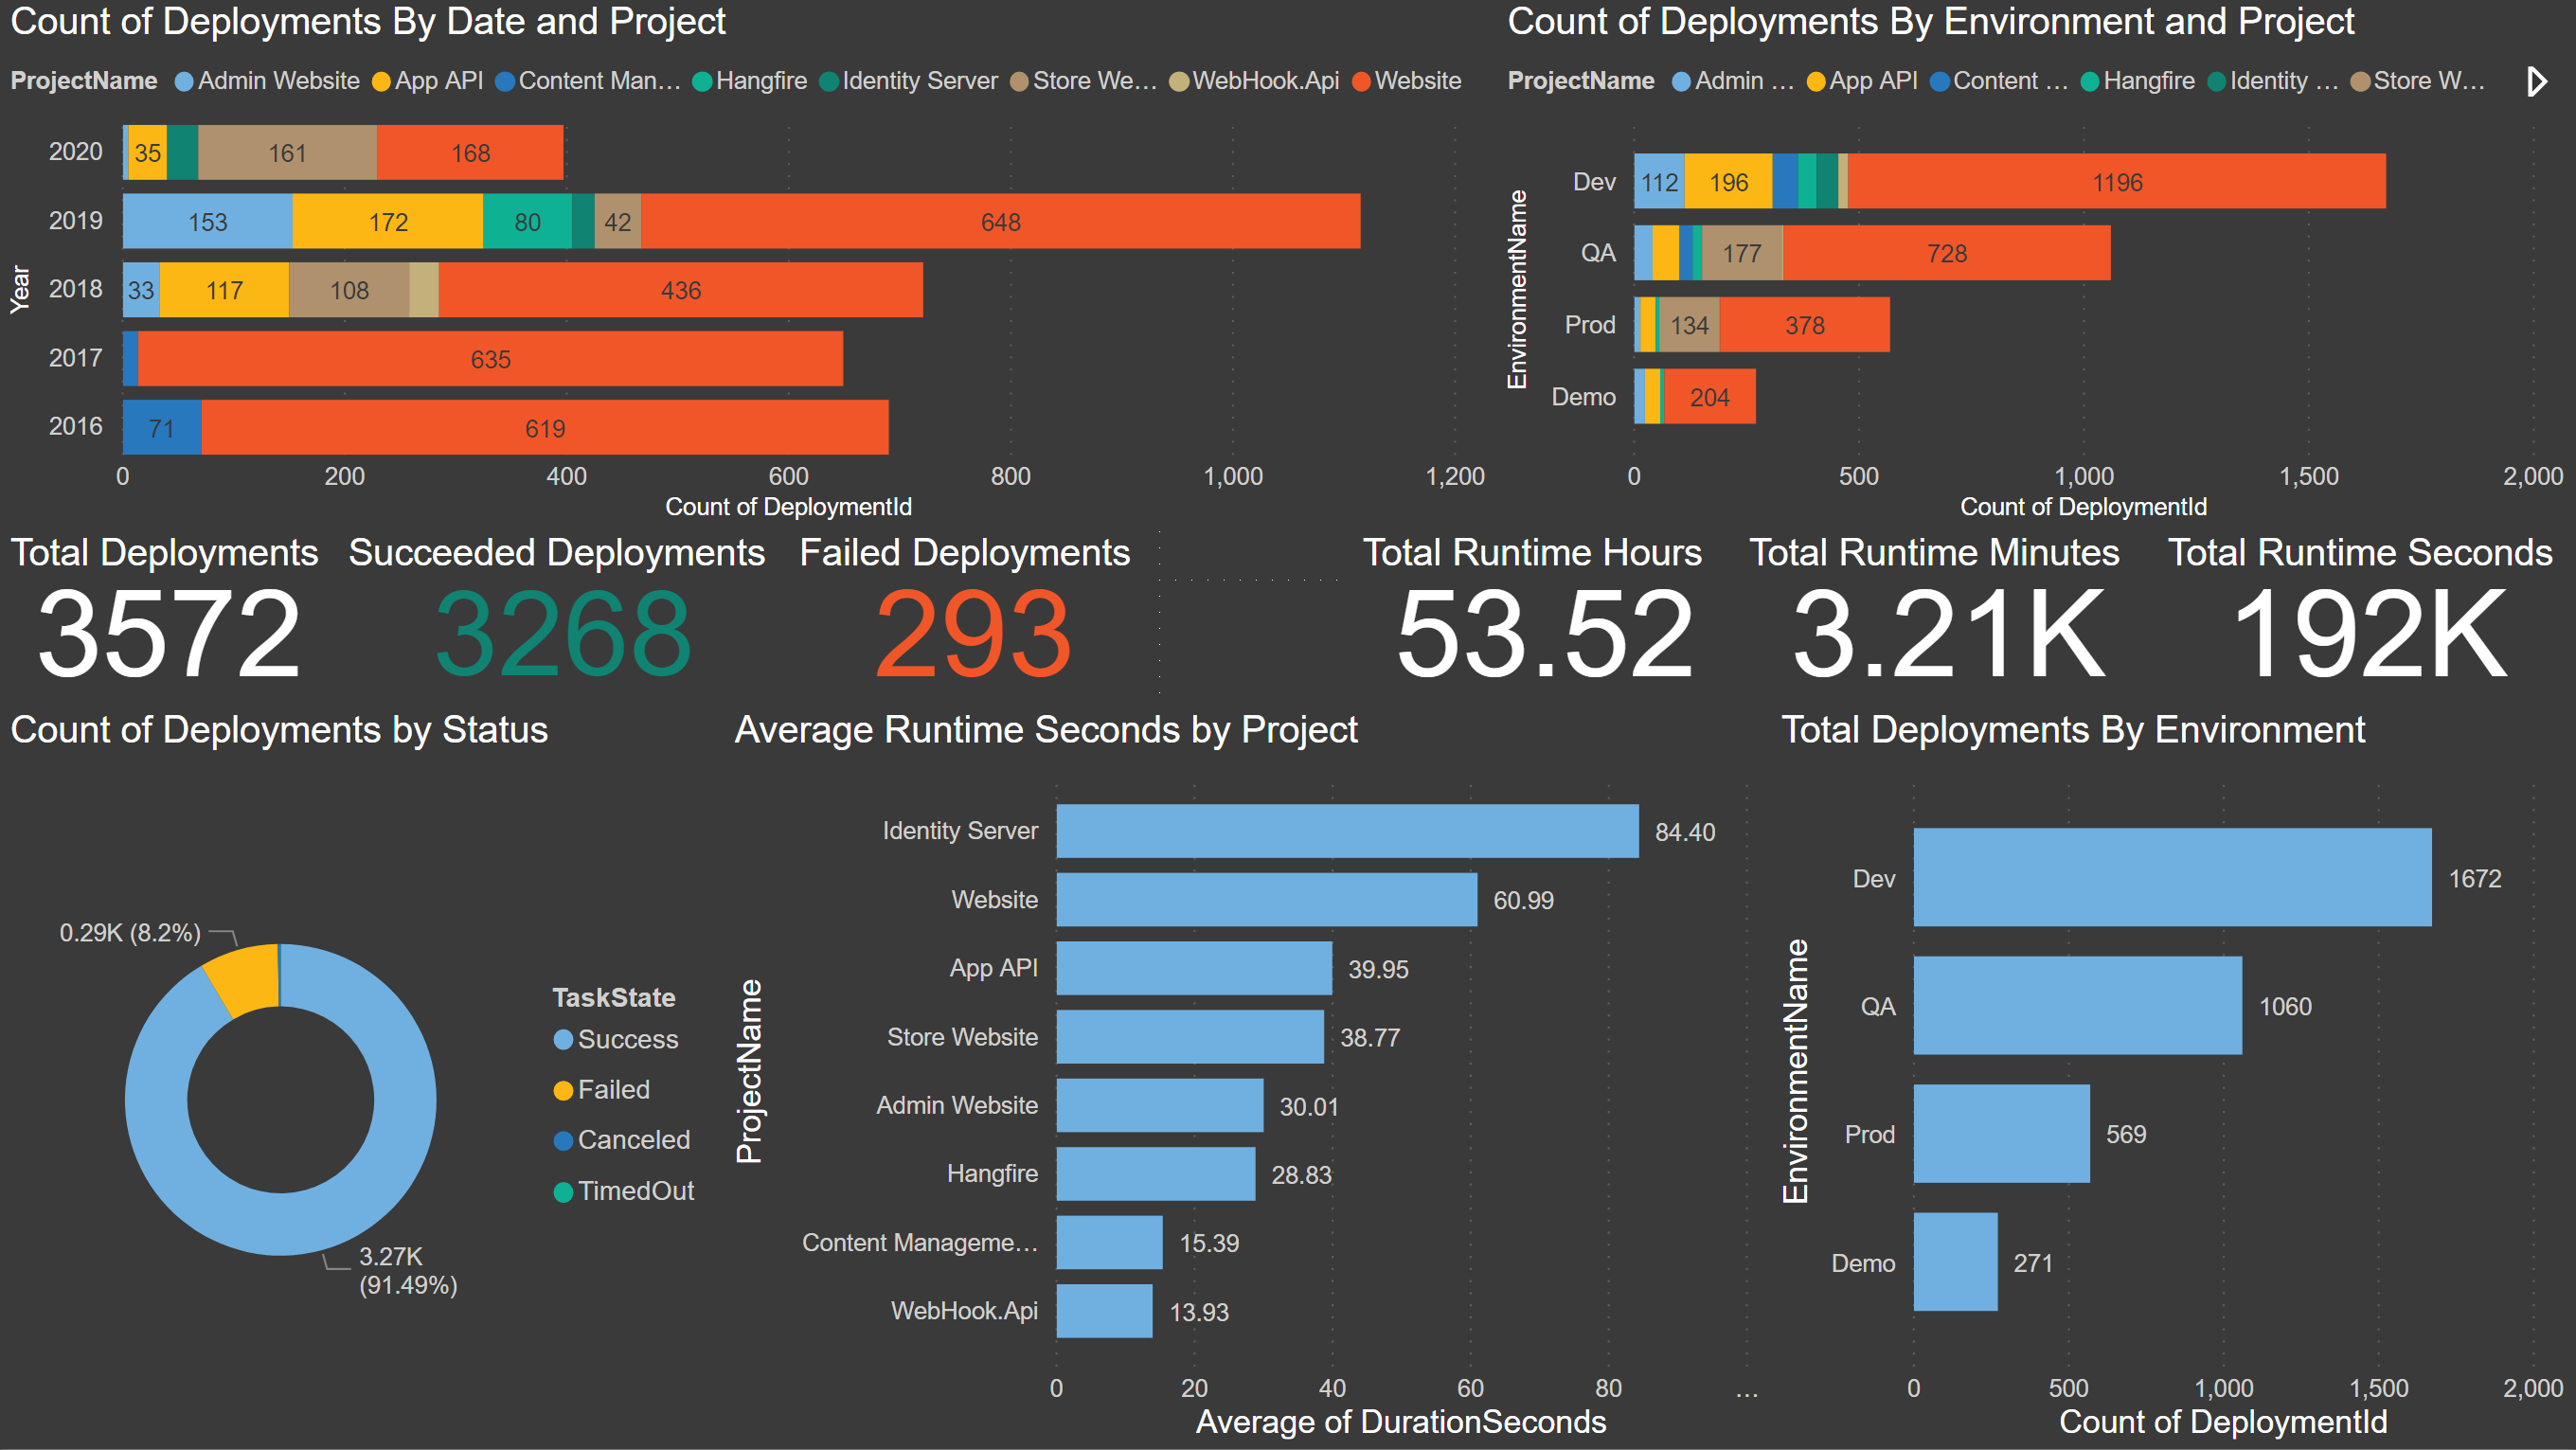 Count of Deployments By Date and Project
ProjectName Admin Website App API Content Man… Hangfire Identity Server Store We… WebHook.Api Website
Year
2020 35 161 168
2019 153 172 80 42 648
2018 33 117 108 436
2017 635
2016 71 619
0 200 400 600 800 1,000 1,200
Count of DeploymentId
Count of Deployments By Environment and Project
ProjectName Admin … App API Content … Hangfire Identity … Store W…
EnvironmentName
Dev 112 196 1196
QA 177 728
Prod 134 378
Demo 204
0 500 1,000 1,500 2,000
Count of DeploymentId
Total Deployments
3572
Succeeded Deployments
3268
Failed Deployments
293
Total Runtime Hours
53.52
Total Runtime Minutes
3.21K
Total Runtime Seconds
192K
Count of Deployments by Status
0.29K (8.2%)
3.27K
(91.49%)
TaskState
Success
Failed
Canceled
TimedOut
Average Runtime Seconds by Project
ProjectName
Identity Server 84.40
Website 60.99
App API 39.95
Store Website 38.77
Admin Website 30.01
Hangfire 28.83
Content Manageme… 15.39
WebHook.Api 13.93
0 20 40 60 80 …
Average of DurationSeconds
Total Deployments By Environment
EnvironmentName
Dev 1672
QA 1060
Prod 569
Demo 271
0 500 1,000 1,500 2,000
Count of DeploymentId